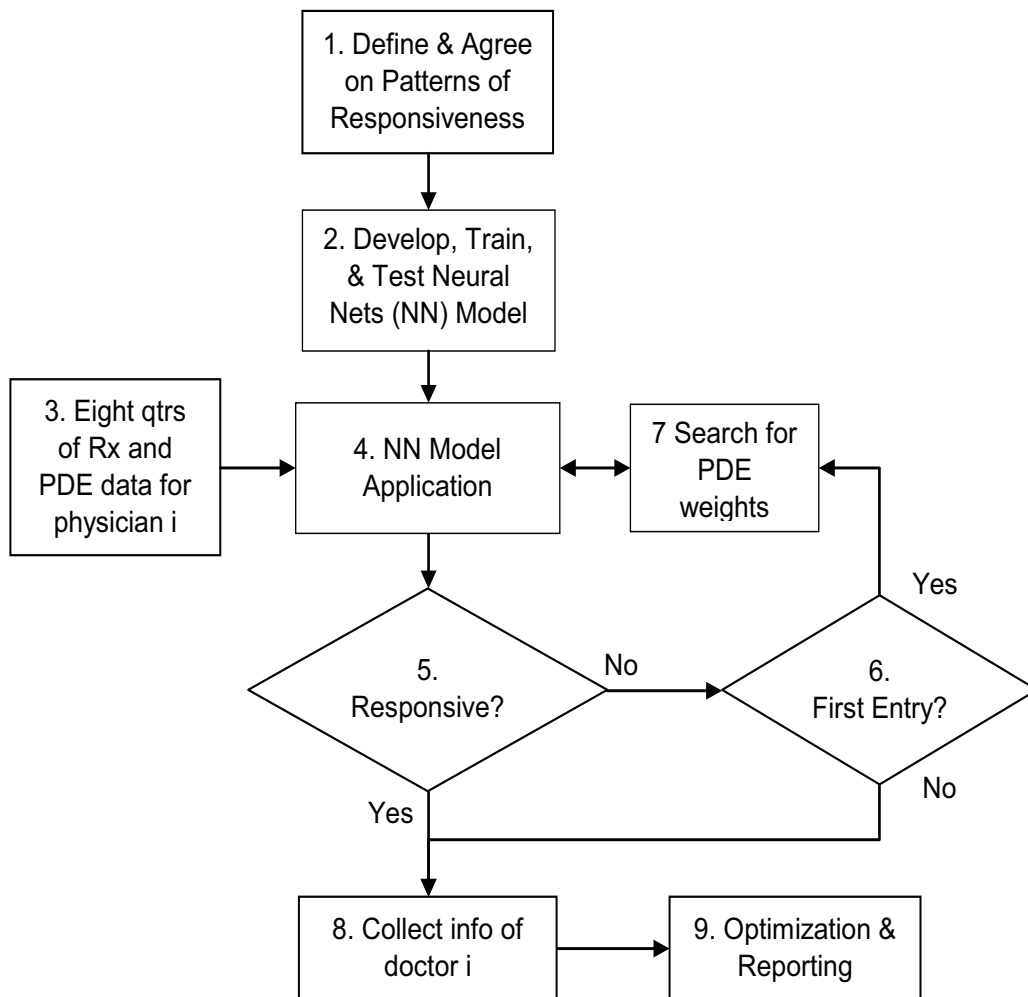 1. Define & Agree
on Patterns of
Responsiveness
2. Develop, Train,
& Test Neural
Nets (NN) Model
3. Eight qtrs
of Rx and
PDE data for
physician i
4. NN Model
Application
7 Search for
PDE
weights
Yes
5.
Responsive?
No
6.
First Entry?
No
Yes
8. Collect info of
doctor i
9. Optimization &
Reporting